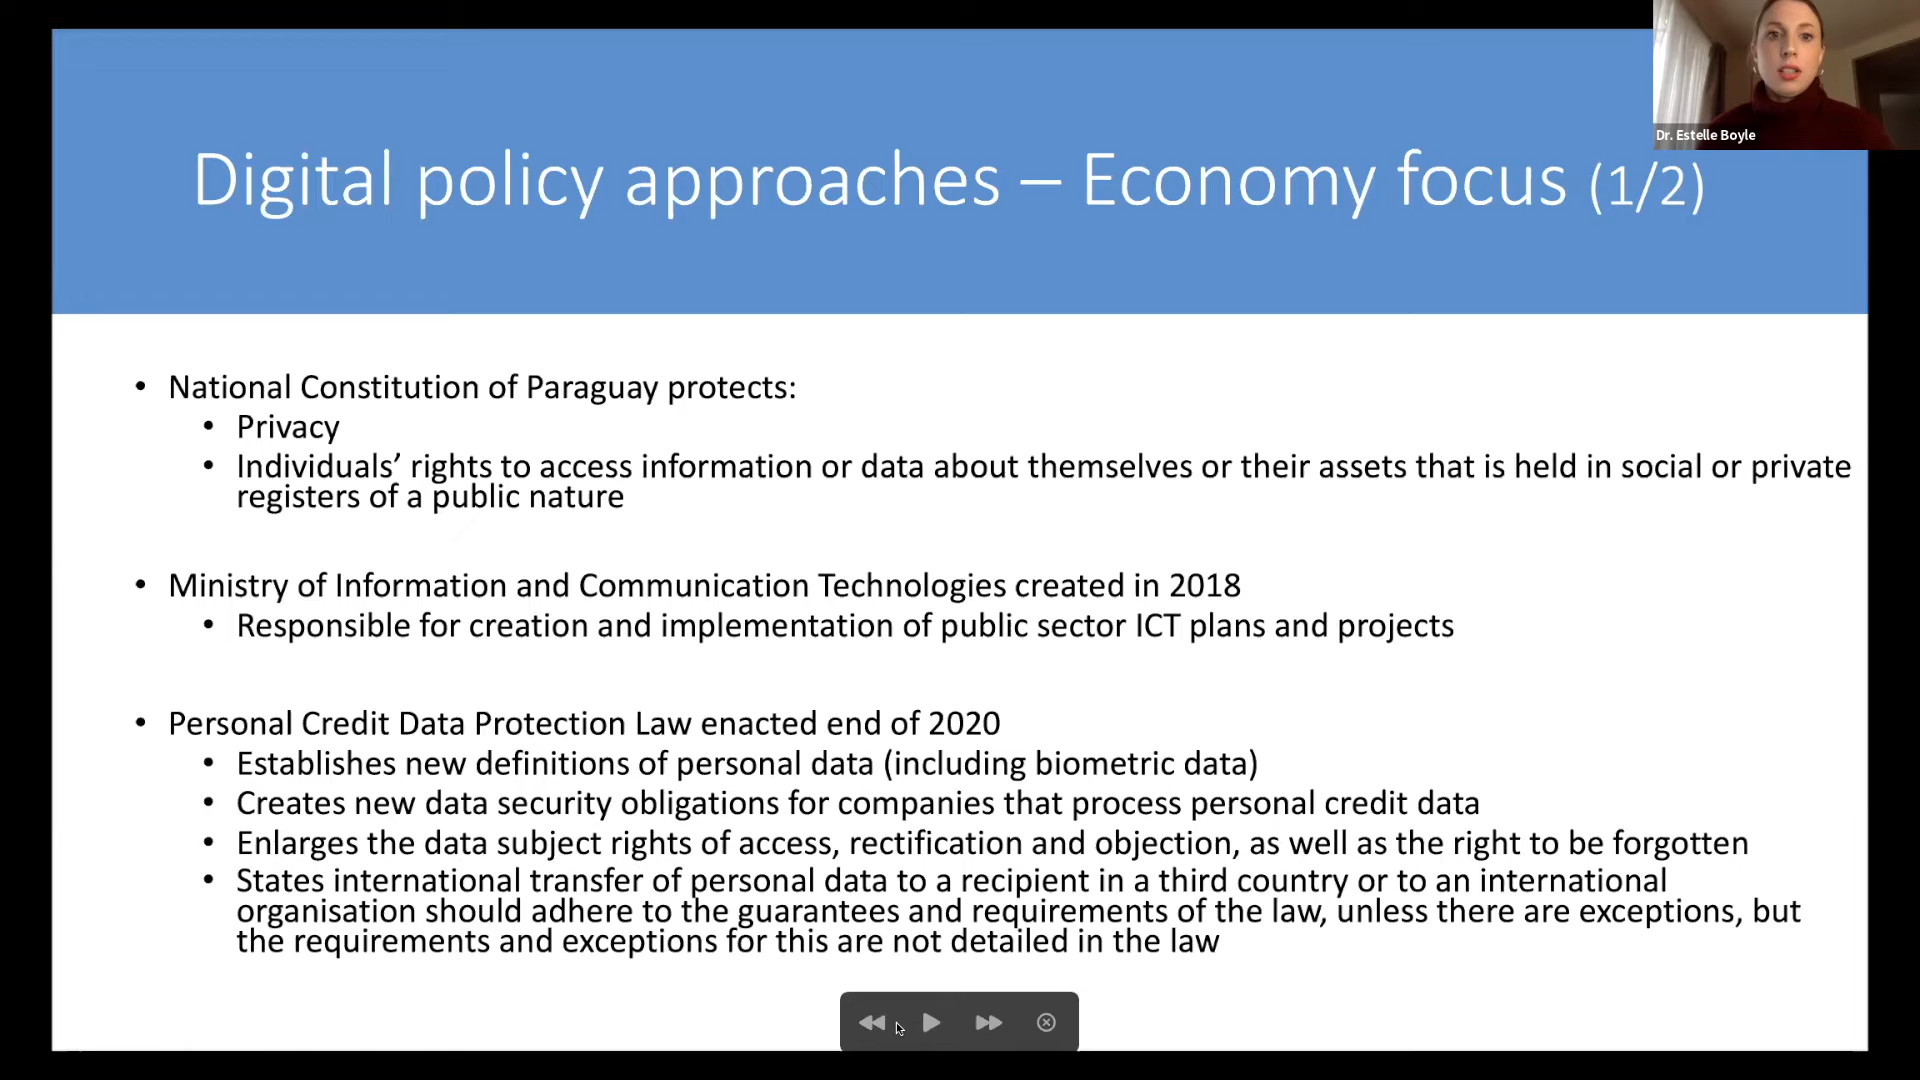 Dr. Estelle Boyle
Digital policy approaches – Economy focus (1/2)
• National Constitution of Paraguay protects:
• Privacy
• Individuals’ rights to access information or data about themselves or their assets that is held in social or private
registers of a public nature
• Ministry of Information and Communication Technologies created in 2018
• Responsible for creation and implementation of public sector ICT plans and projects
• Personal Credit Data Protection Law enacted end of 2020
• Establishes new definitions of personal data (including biometric data)
• Creates new data security obligations for companies that process personal credit data
• Enlarges the data subject rights of access, rectification and objection, as well as the right to be forgotten
• States international transfer of personal data to a recipient in a third country or to an international
organisation should adhere to the guarantees and requirements of the law, unless there are exceptions, but
the requirements and exceptions for this are not detailed in the law